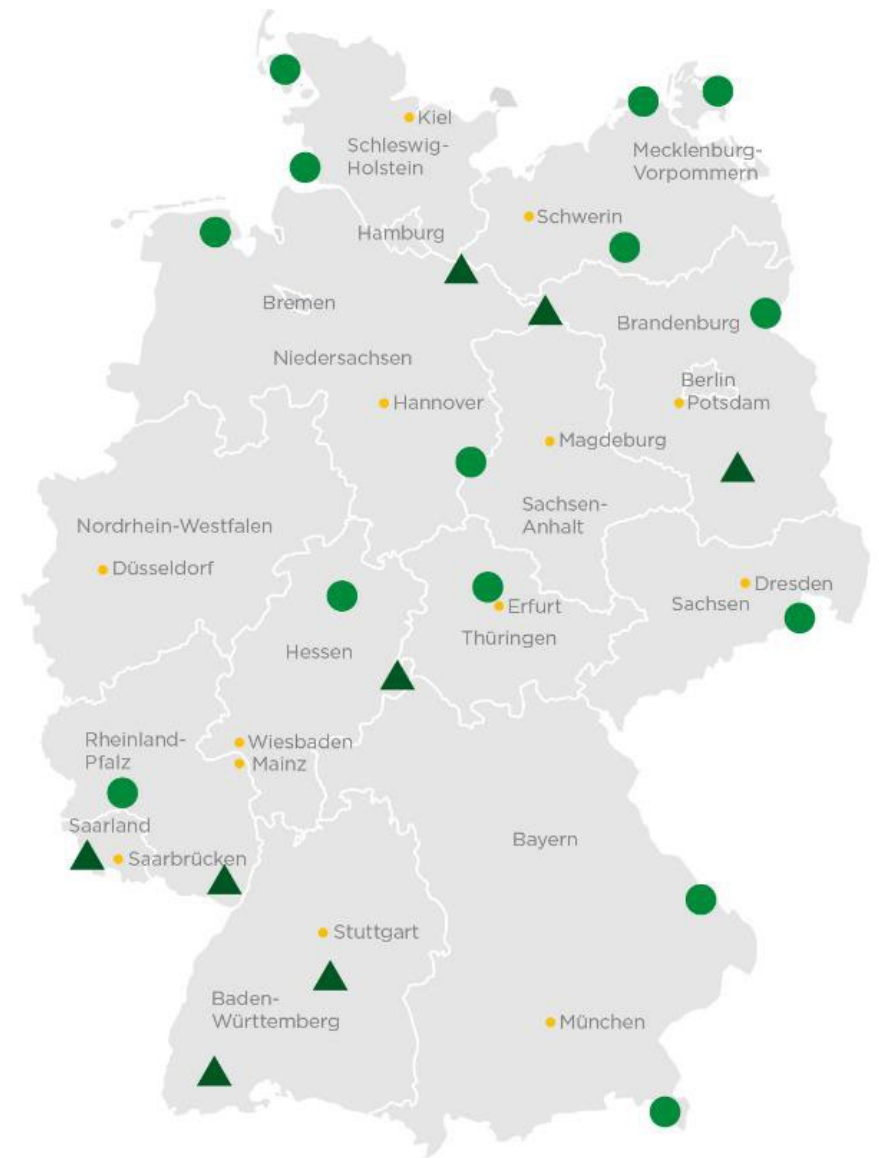 Kiel
Schleswig-
Holstein
Mecklenburg-
Vorpommern
Schwerin
Hamburg
Bremen
Brandenburg
Niedersachsen
Berlin
Potsdam
Hannover
Magdeburg
Sachsen-
Anhalt
Nordrhein-Westfalen
Düsseldorf
Dresden
Sachsen
Erfurt
Thüringen
Hessen
Rheinland-
Pfalz
Wiesbaden
Mainz
Saarland
Saarbrücken
Bayern
Stuttgart
Baden-
Württemberg
München